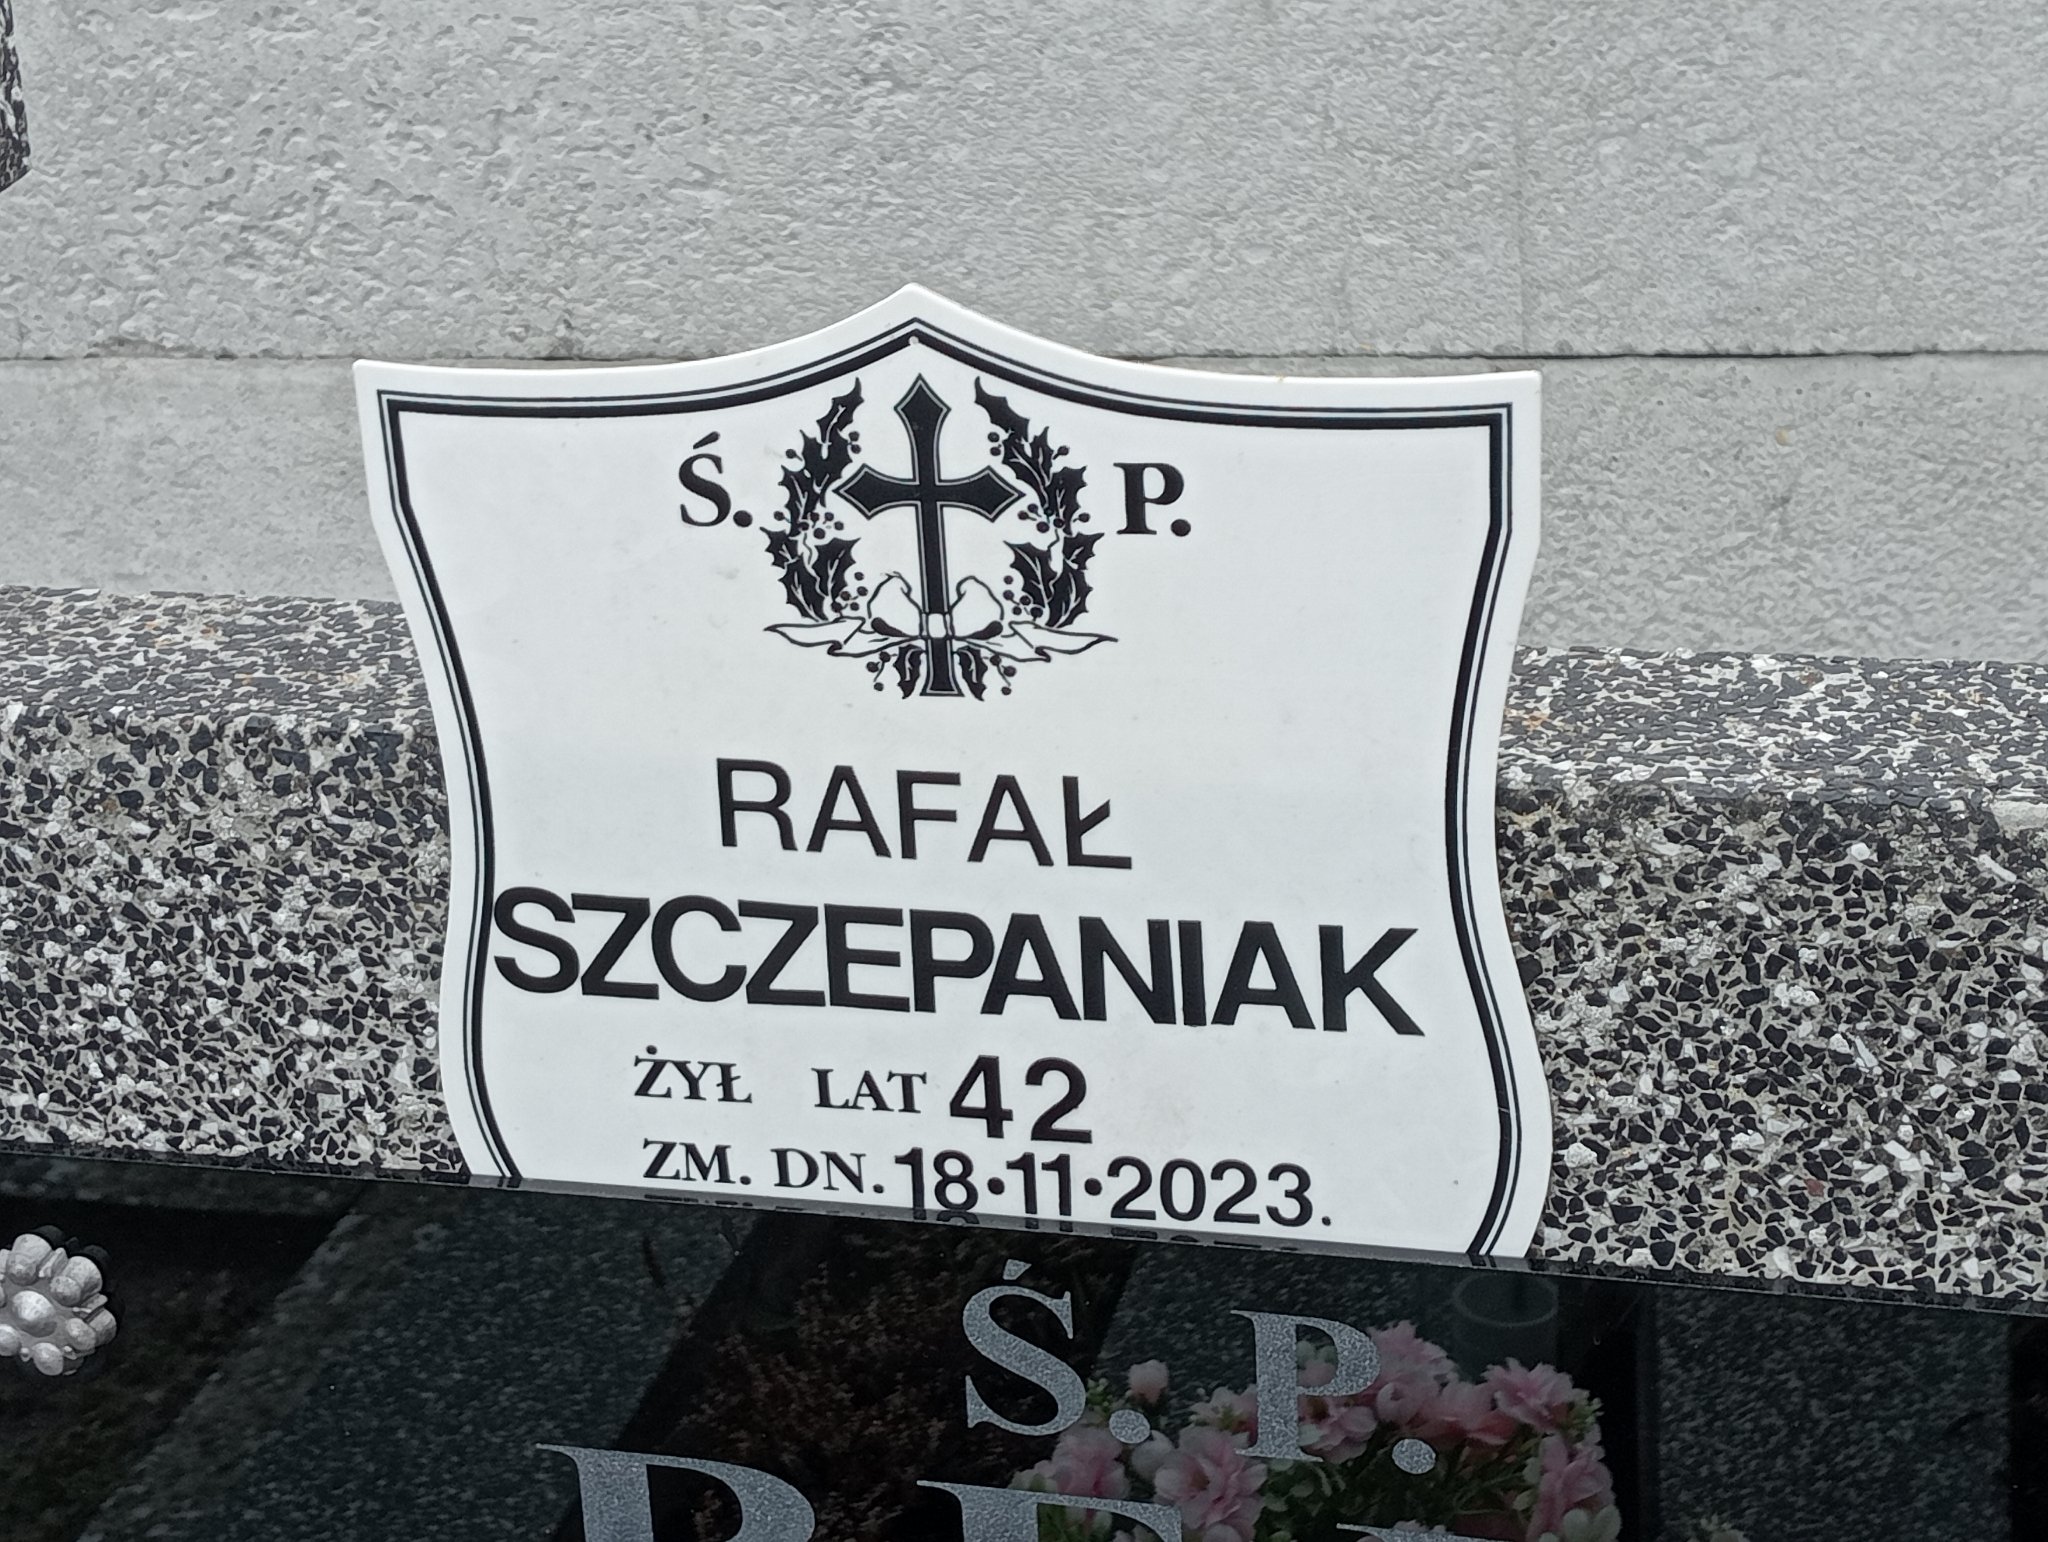 Ś. P.
RAFAŁ
SZCZEPANIAK
ŻYŁ LAT 42
ZM. DN. 18•11•2023.
Ś. P.